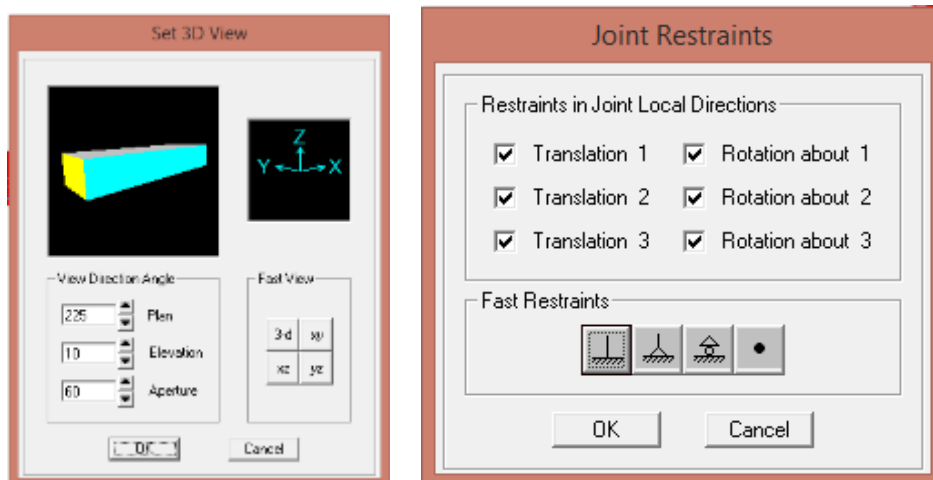 Set 3D View
Z
Y X
View Direction Angle
225 Plan
10 Elevation
60 Aperture
Fast View
3-d xy
xz yz
OK Cancel
Joint Restraints
Restraints in Joint Local Directions
Translation 1 Rotation about 1
Translation 2 Rotation about 2
Translation 3 Rotation about 3
Fast Restraints
OK Cancel